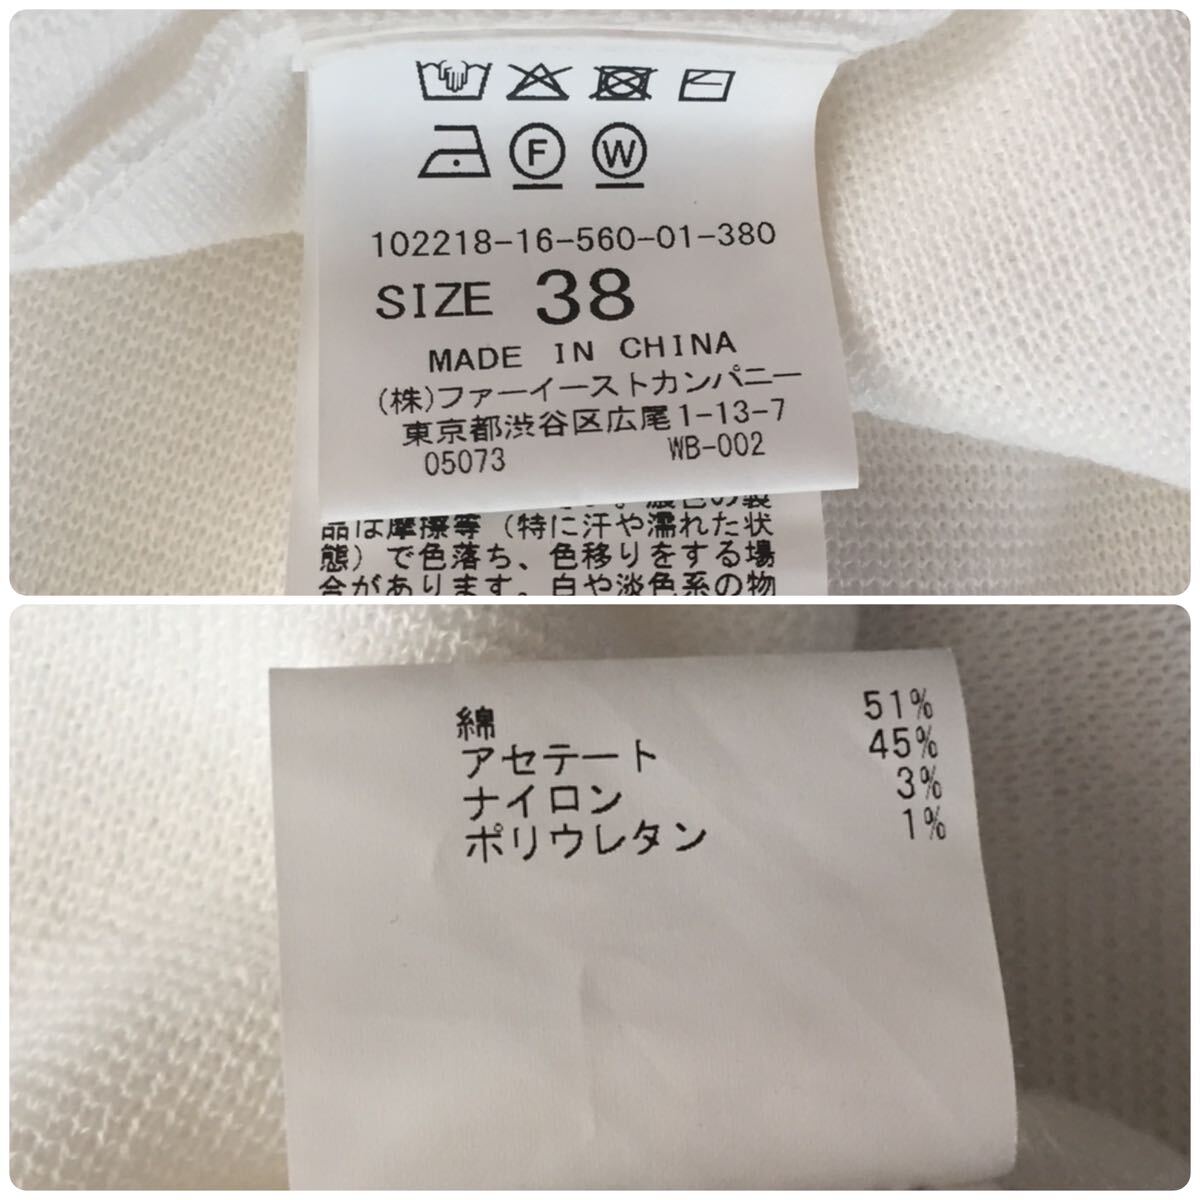 F W
102218-16-560-01-380
SIZE 38
MADE IN CHINA
(株)ファーイーストカンパニー
東京都渋谷区広尾1-13-7
05073 WB-002
濃色の製
品は摩擦等（特に汗や濡れた状
態）で色落ち、色移りをする場
合があります。白や淡色系の物
綿 51%
アセテート 45%
ナイロン 3%
ポリウレタン 1%